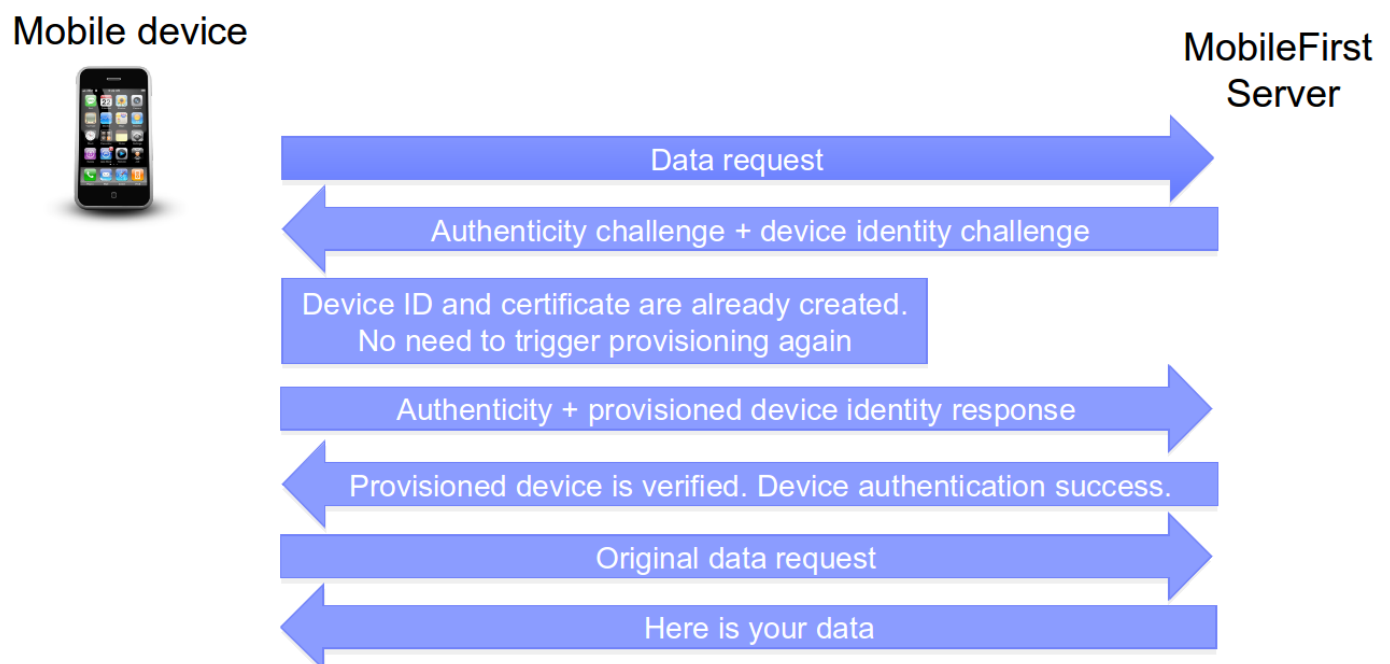 Mobile device
MobileFirst
Server
Data request
Authenticity challenge + device identity challenge
Device ID and certificate are already created.
No need to trigger provisioning again
Authenticity + provisioned device identity response
Provisioned device is verified. Device authentication success.
Original data request
Here is your data